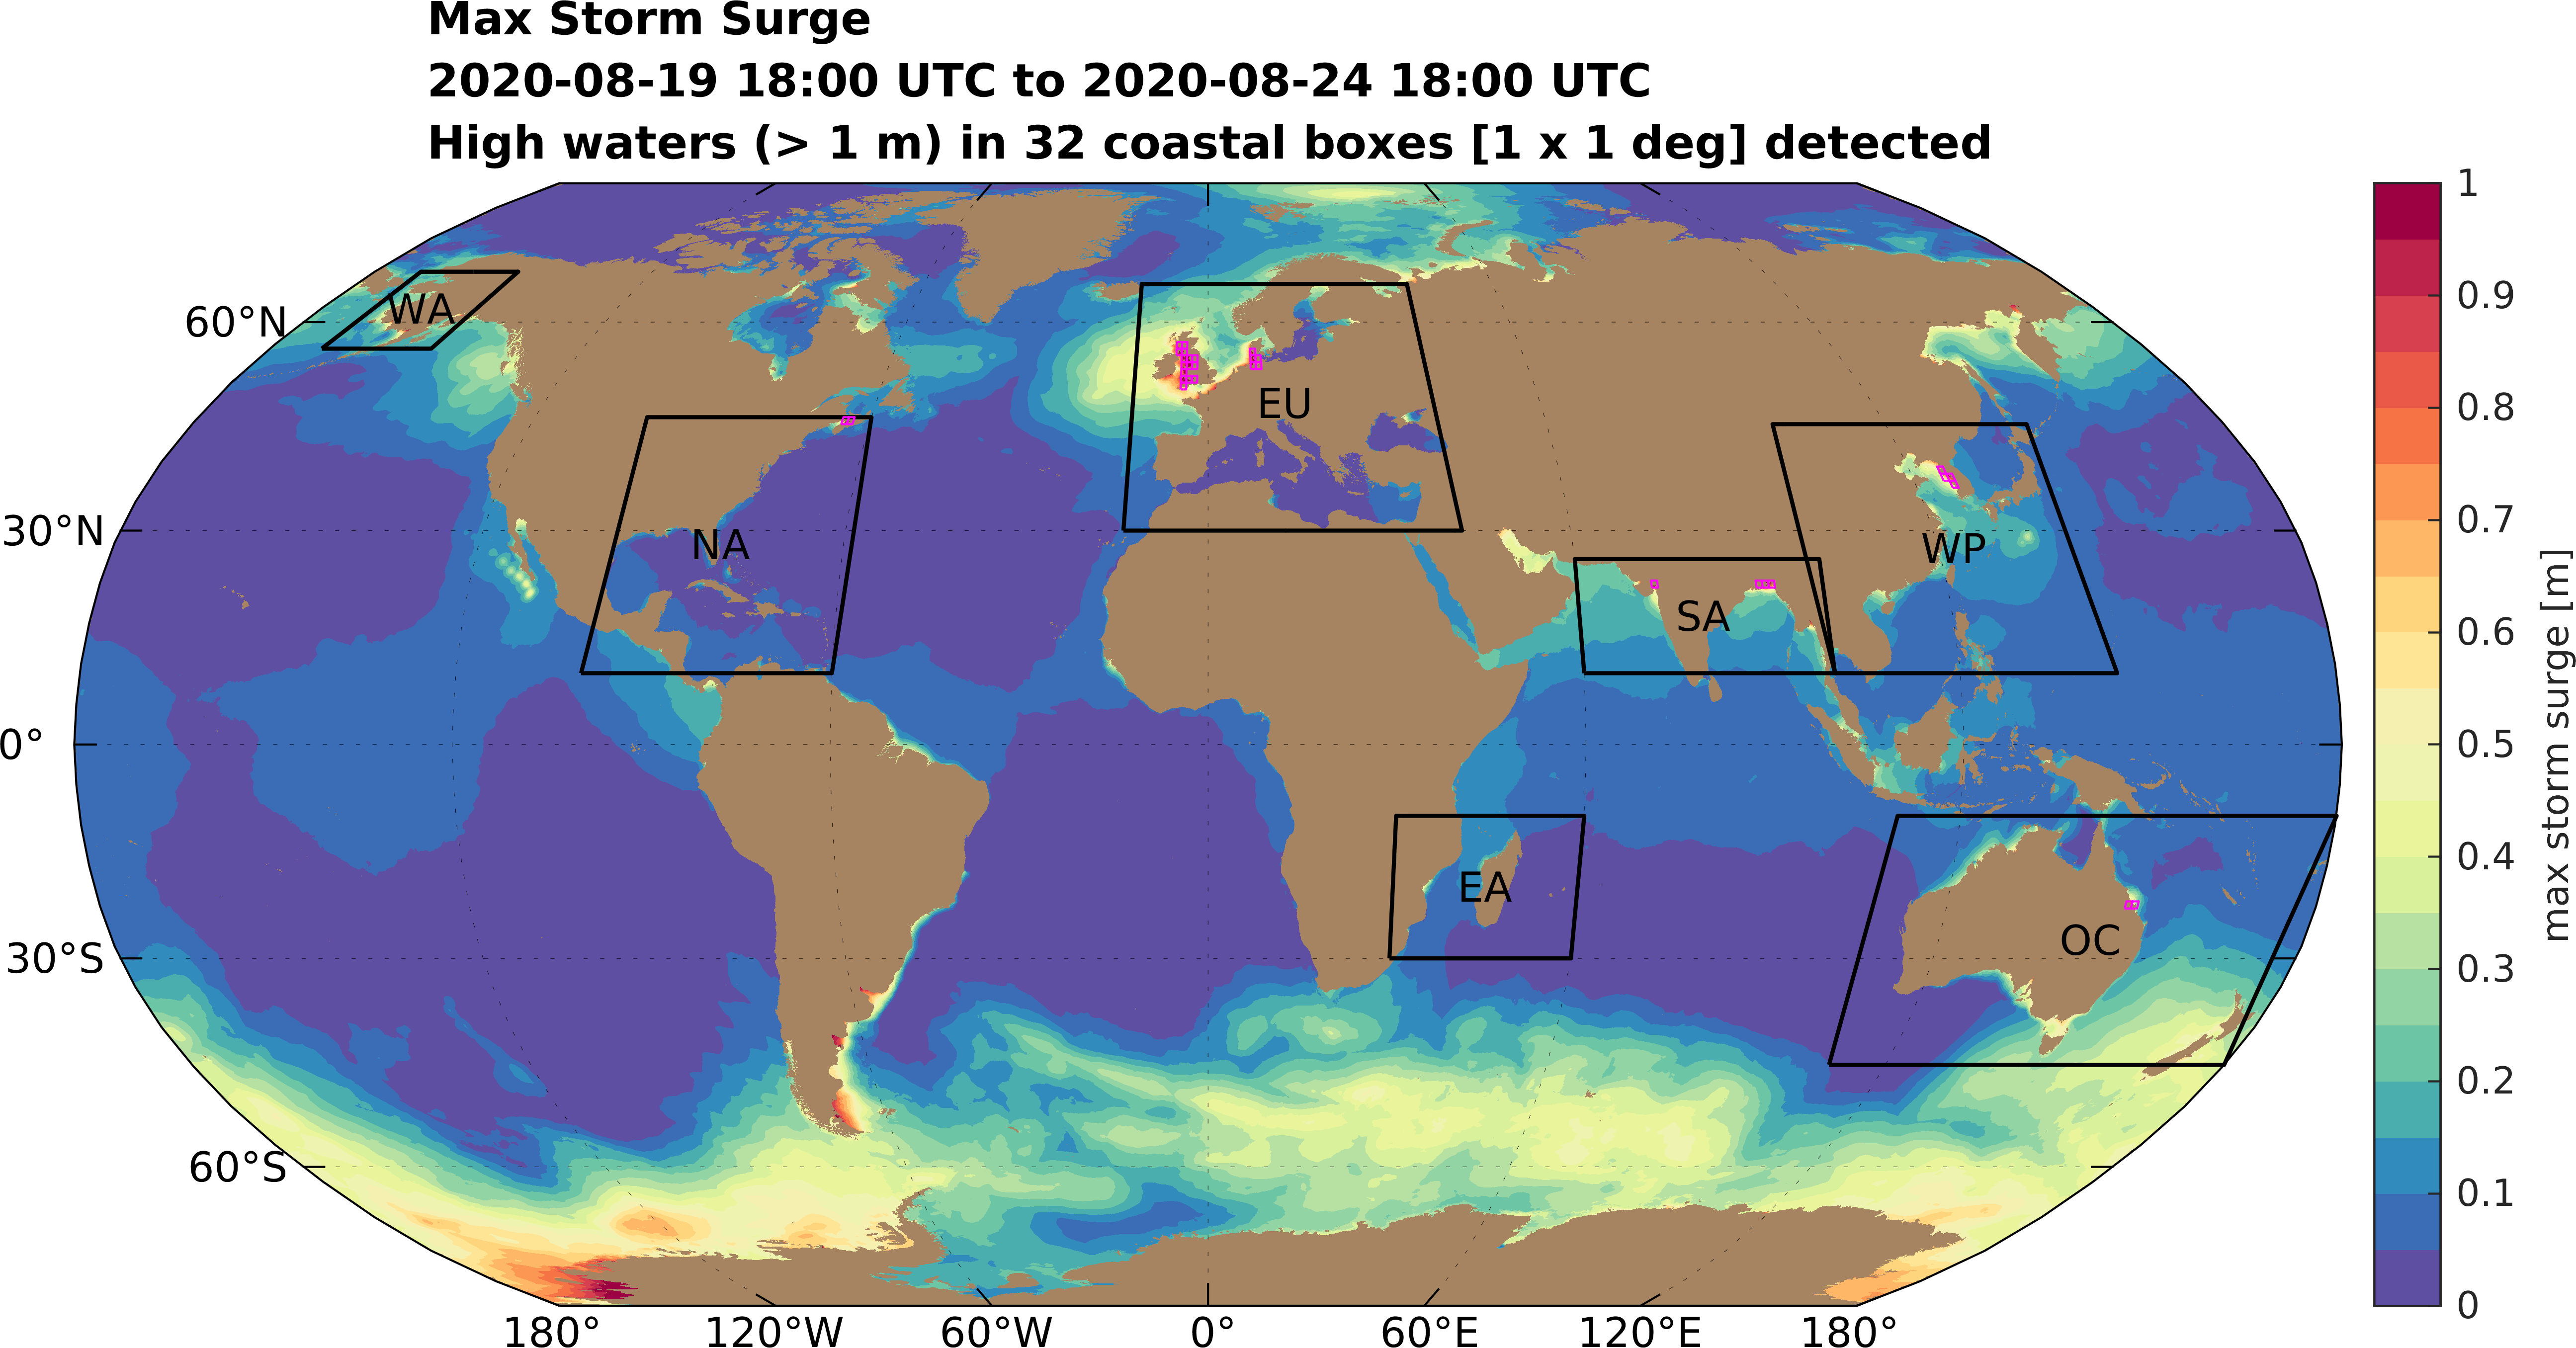 Max Storm Surge
2020-08-19 18:00 UTC to 2020-08-24 18:00 UTC
High waters (> 1 m) in 32 coastal boxes [1 x 1 deg] detected
60°N
30°N
0°
30°S
60°S
WA
NA
EU
SA
WP
EA
OC
180°
120°W
60°W
0°
60°E
120°E
180°
1
0.9
0.8
0.7
0.6
0.5
0.4
0.3
0.2
0.1
0
max storm surge [m]